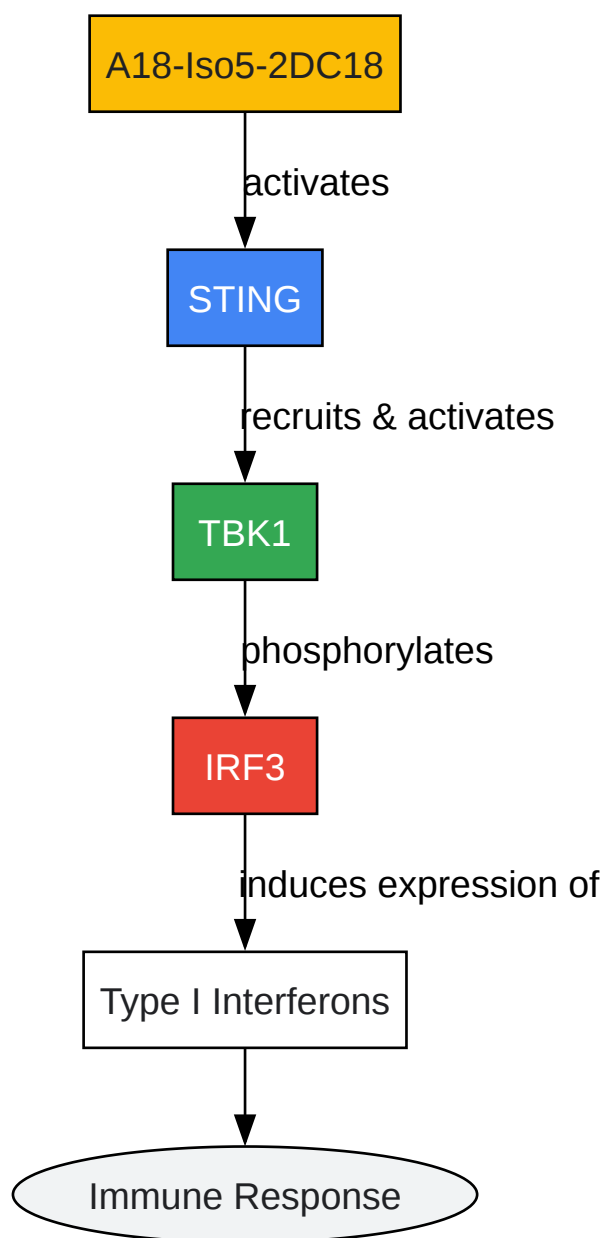 A18-Iso5-2DC18
activates
STING
recruits & activates
TBK1
phosphorylates
IRF3
induces expression of
Type I Interferons
Immune Response